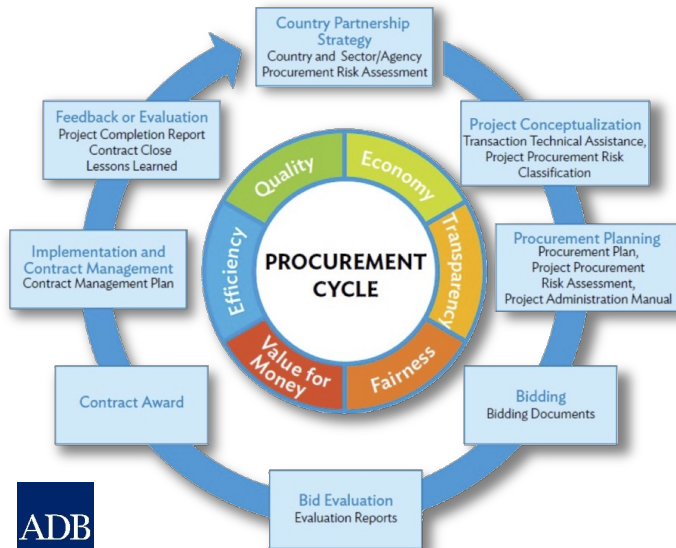 Country Partnership
Strategy
Country and Sector/Agency
Procurement Risk Assessment
Project Conceptualization
Transaction Technical Assistance,
Project Procurement Risk
Classification
Procurement Planning
Procurement Plan,
Project Procurement
Risk Assessment,
Project Administration Manual
Bidding
Bidding Documents
Bid Evaluation
Evaluation Reports
Contract Award
Implementation and
Contract Management
Contract Management Plan
Feedback or Evaluation
Project Completion Report
Contract Close
Lessons Learned
Quality
Economy
Transparency
Fairness
Value for
Money
Efficiency
PROCUREMENT
CYCLE
ADB